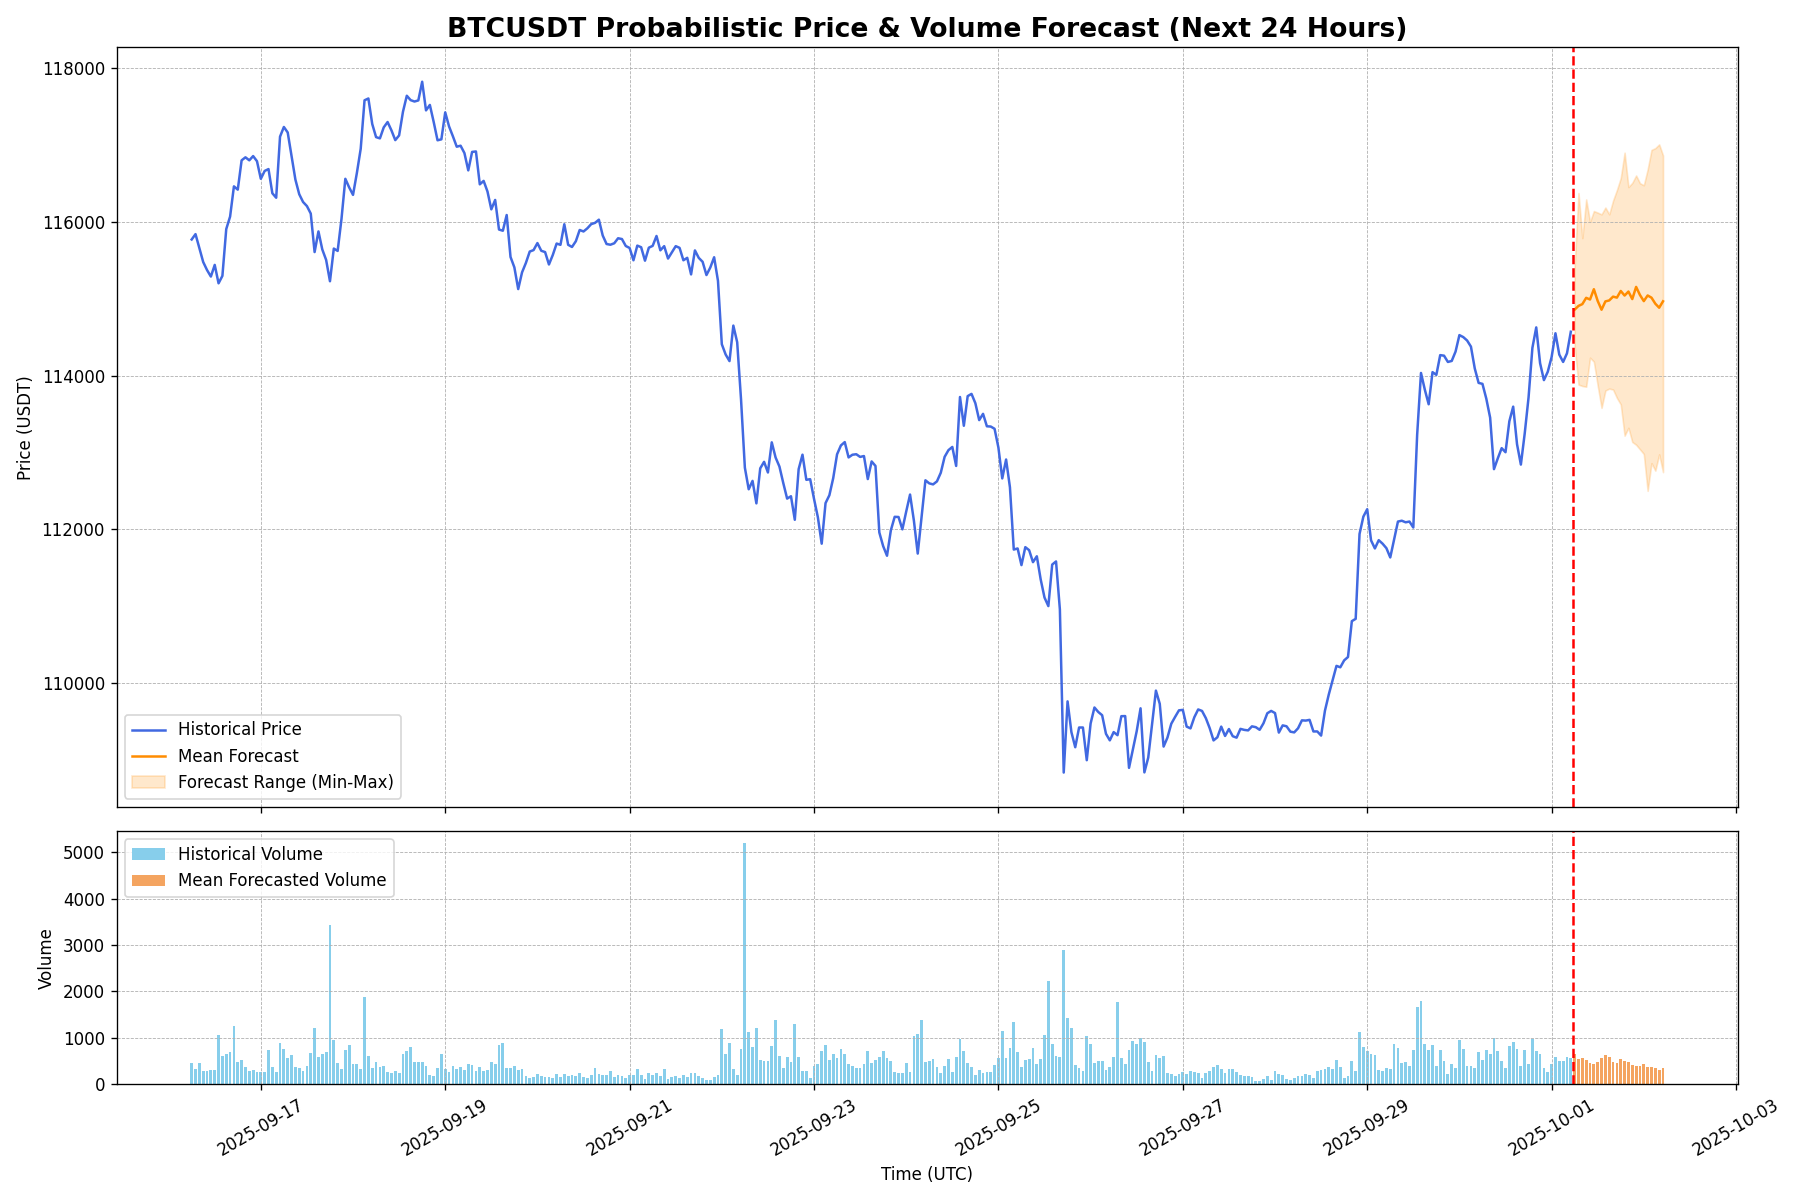 BTCUSDT Probabilistic Price & Volume Forecast (Next 24 Hours)
118000
116000
114000
112000
110000
Price (USDT)
Historical Price
Mean Forecast
Forecast Range (Min-Max)
5000
4000
3000
2000
1000
0
Volume
Historical Volume
Mean Forecasted Volume
2025-09-17
2025-09-19
2025-09-21
2025-09-23
2025-09-25
2025-09-27
2025-09-29
2025-10-01
2025-10-03
Time (UTC)